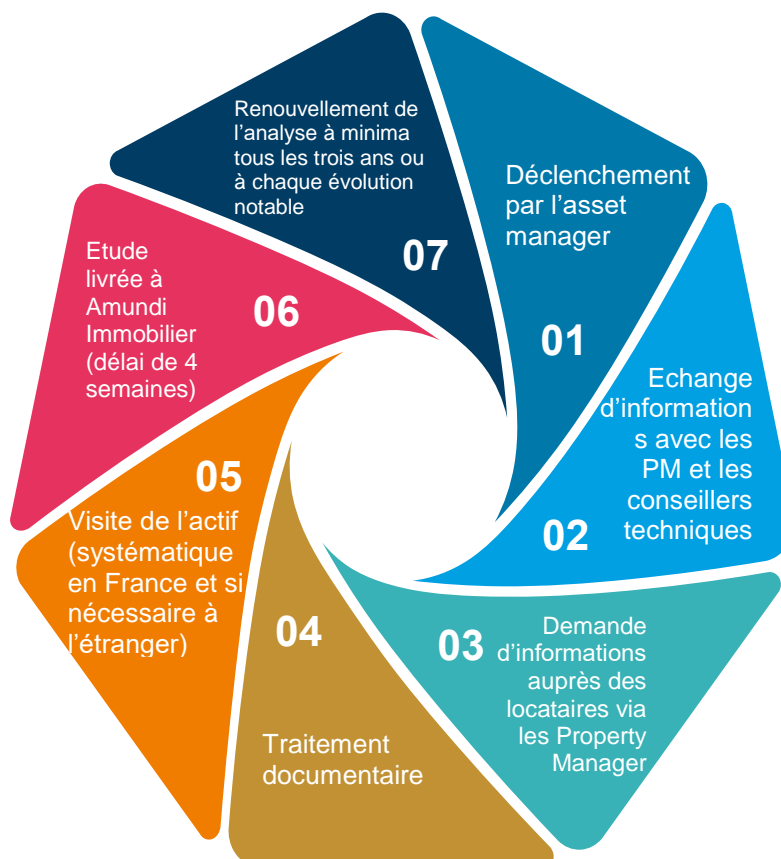 Déclenchement
par l'asset
manager
01
Echange
d'information
s avec les
PM et les
conseillers
techniques
02
03
Demande
d'informations
auprès des
locataires via
les Property
Manager
04
Traitement
documentaire
05
Visite de l'actif
(systématique
en France et si
nécessaire à
l'étranger)
Etude
livrée à
Amundi
Immobilier
(délai de 4
semaines)
06
Renouvellement de
l'analyse à minima
tous les trois ans ou
à chaque évolution
notable
07